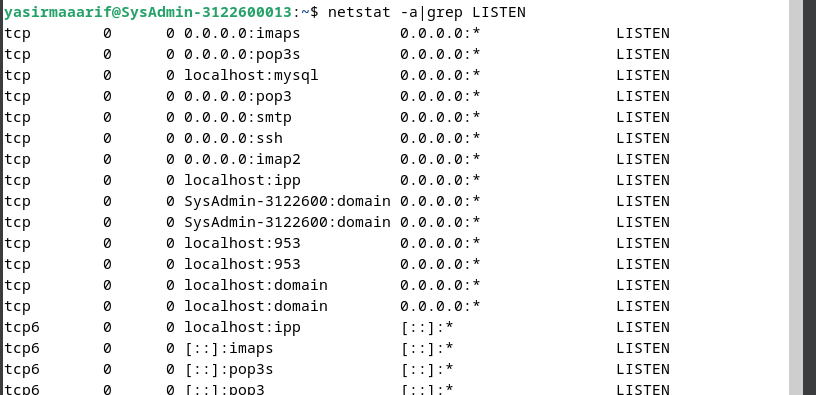 yasirmaaarif@SysAdmin-3122600013:~$ netstat -a|grep LISTEN
tcp        0      0 0.0.0.0:imaps           0.0.0.0:*               LISTEN
tcp        0      0 0.0.0.0:pop3s           0.0.0.0:*               LISTEN
tcp        0      0 localhost:mysql         0.0.0.0:*               LISTEN
tcp        0      0 0.0.0.0:pop3            0.0.0.0:*               LISTEN
tcp        0      0 0.0.0.0:smtp            0.0.0.0:*               LISTEN
tcp        0      0 0.0.0.0:ssh             0.0.0.0:*               LISTEN
tcp        0      0 0.0.0.0:imap2           0.0.0.0:*               LISTEN
tcp        0      0 localhost:ipp           0.0.0.0:*               LISTEN
tcp        0      0 SysAdmin-3122600:domain 0.0.0.0:*               LISTEN
tcp        0      0 SysAdmin-3122600:domain 0.0.0.0:*               LISTEN
tcp        0      0 localhost:953           0.0.0.0:*               LISTEN
tcp        0      0 localhost:953           0.0.0.0:*               LISTEN
tcp        0      0 localhost:domain        0.0.0.0:*               LISTEN
tcp        0      0 localhost:domain        0.0.0.0:*               LISTEN
tcp6       0      0 localhost:ipp           [::]:*                  LISTEN
tcp6       0      0 [::]:imaps              [::]:*                  LISTEN
tcp6       0      0 [::]:pop3s              [::]:*                  LISTEN
tcp6       0      0 [::]:pop3               [::]:*                  LISTEN